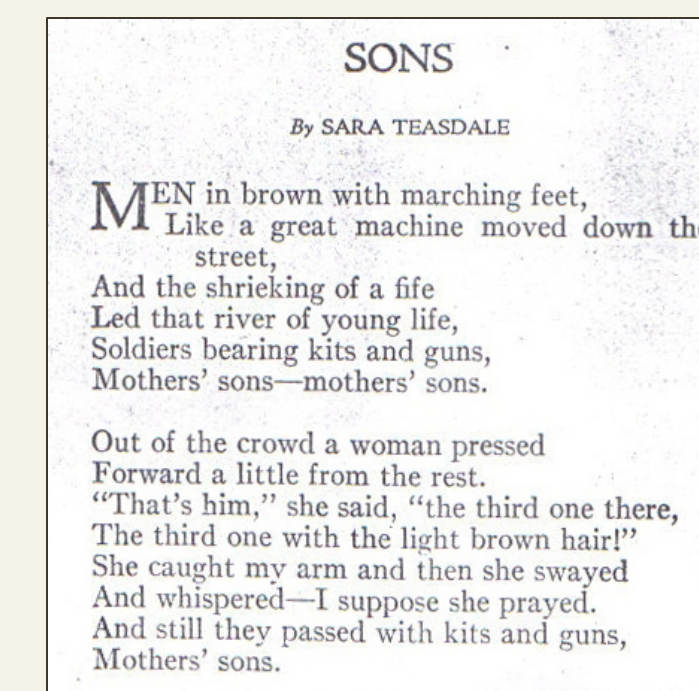 SONS
By SARA TEASDALE
MEN in brown with marching feet,
Like a great machine moved down
street,
And the shrieking of a fife
Led that river of young life,
Soldiers bearing kits and guns,
Mothers' sons—mothers' sons.
Out of the crowd a woman pressed
Forward a little from the rest.
“That's him,” she said, “the third one there,
The third one with the light brown hair!”
She caught my arm and then she swayed
And whispered—I suppose she prayed.
And still they passed with kits and guns,
Mothers' sons.